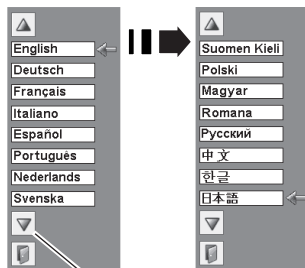 English
Deutsch
Français
Italiano
Español
Português
Nederlands
Svenska
Suomen Kieli
Polski
Magyar
Romana
Русский
中文
한글
日本語